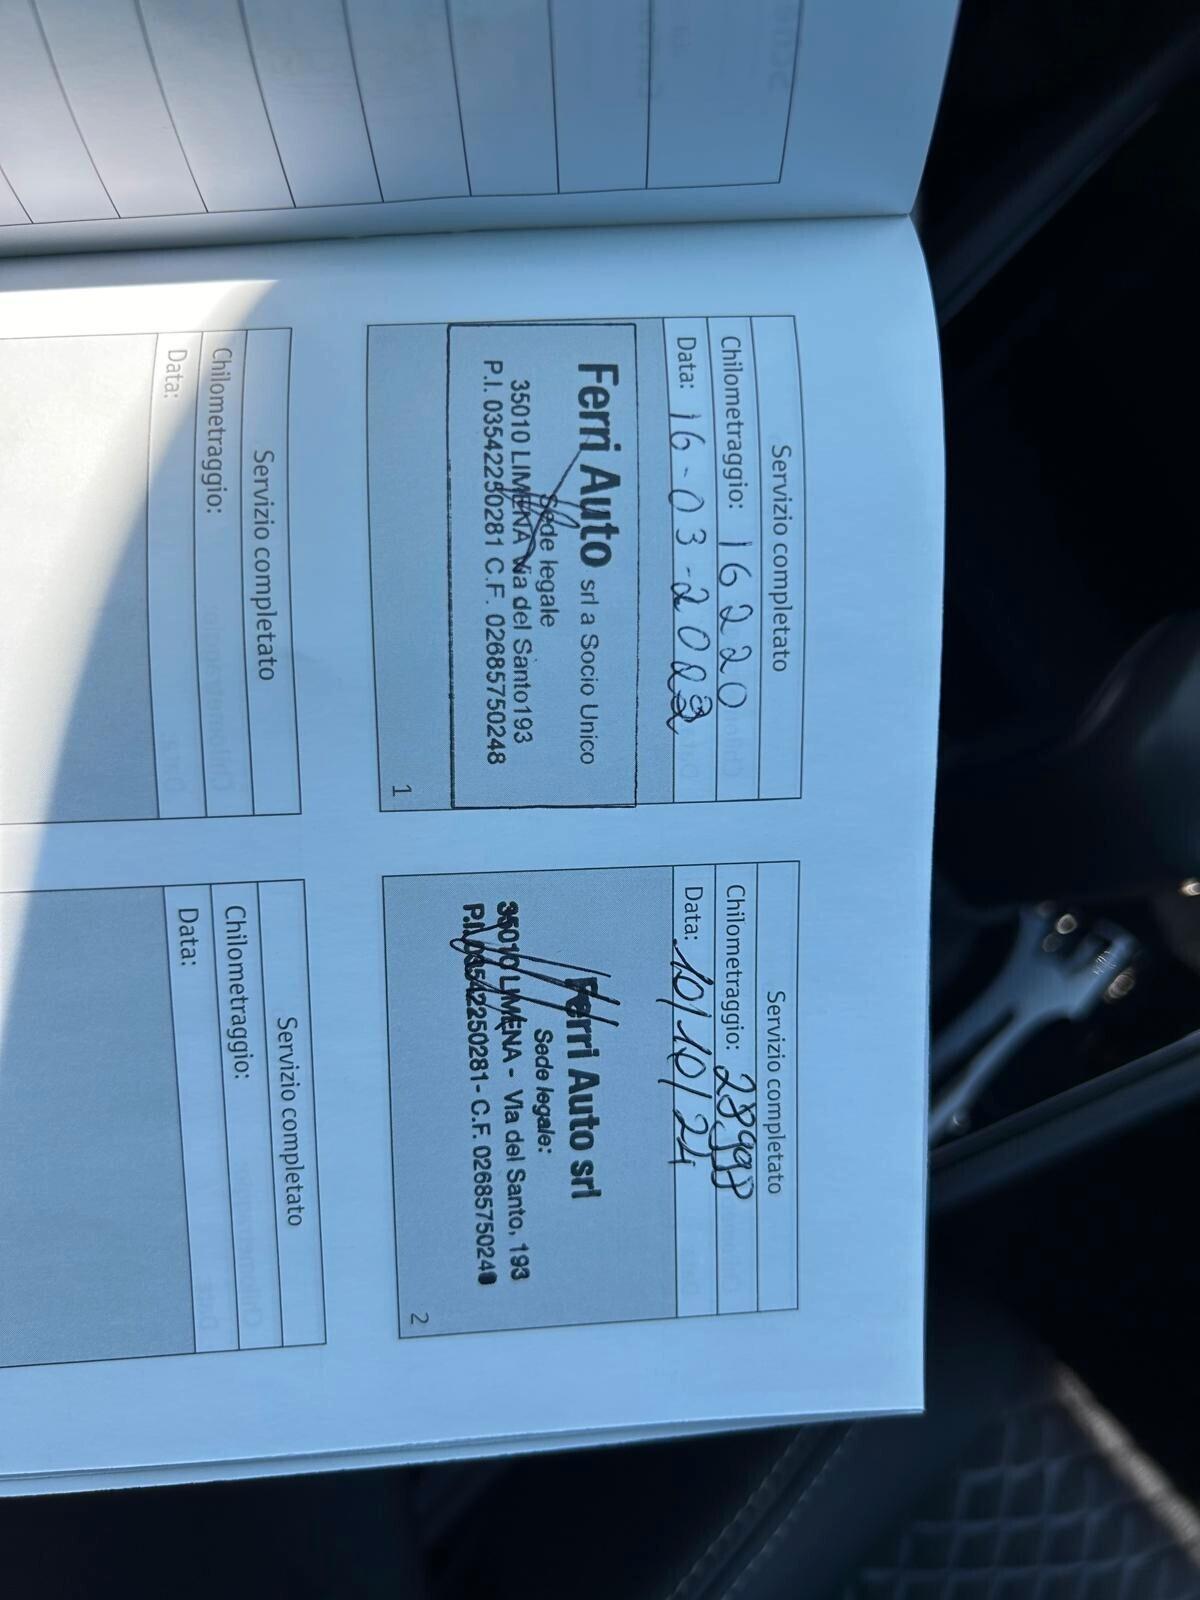 Servizio completato
Chilometraggio: 16220
Data: 16-03-2022
Ferri Auto srl a Socio Unico
Sede legale
35010 LIMENA Via del Santo193
P.I. 03542250281 C.F. 02685750248
1
Servizio completato
Chilometraggio: 28998
Data: 10/10/24
Ferri Auto srl
Sede legale:
35010 LIMENA - VIa del Santo, 193
P.I. 03542250281- C.F. 02685750248
2
Servizio completato
Chilometraggio:
Data:
Servizio completato
Chilometraggio:
Data: